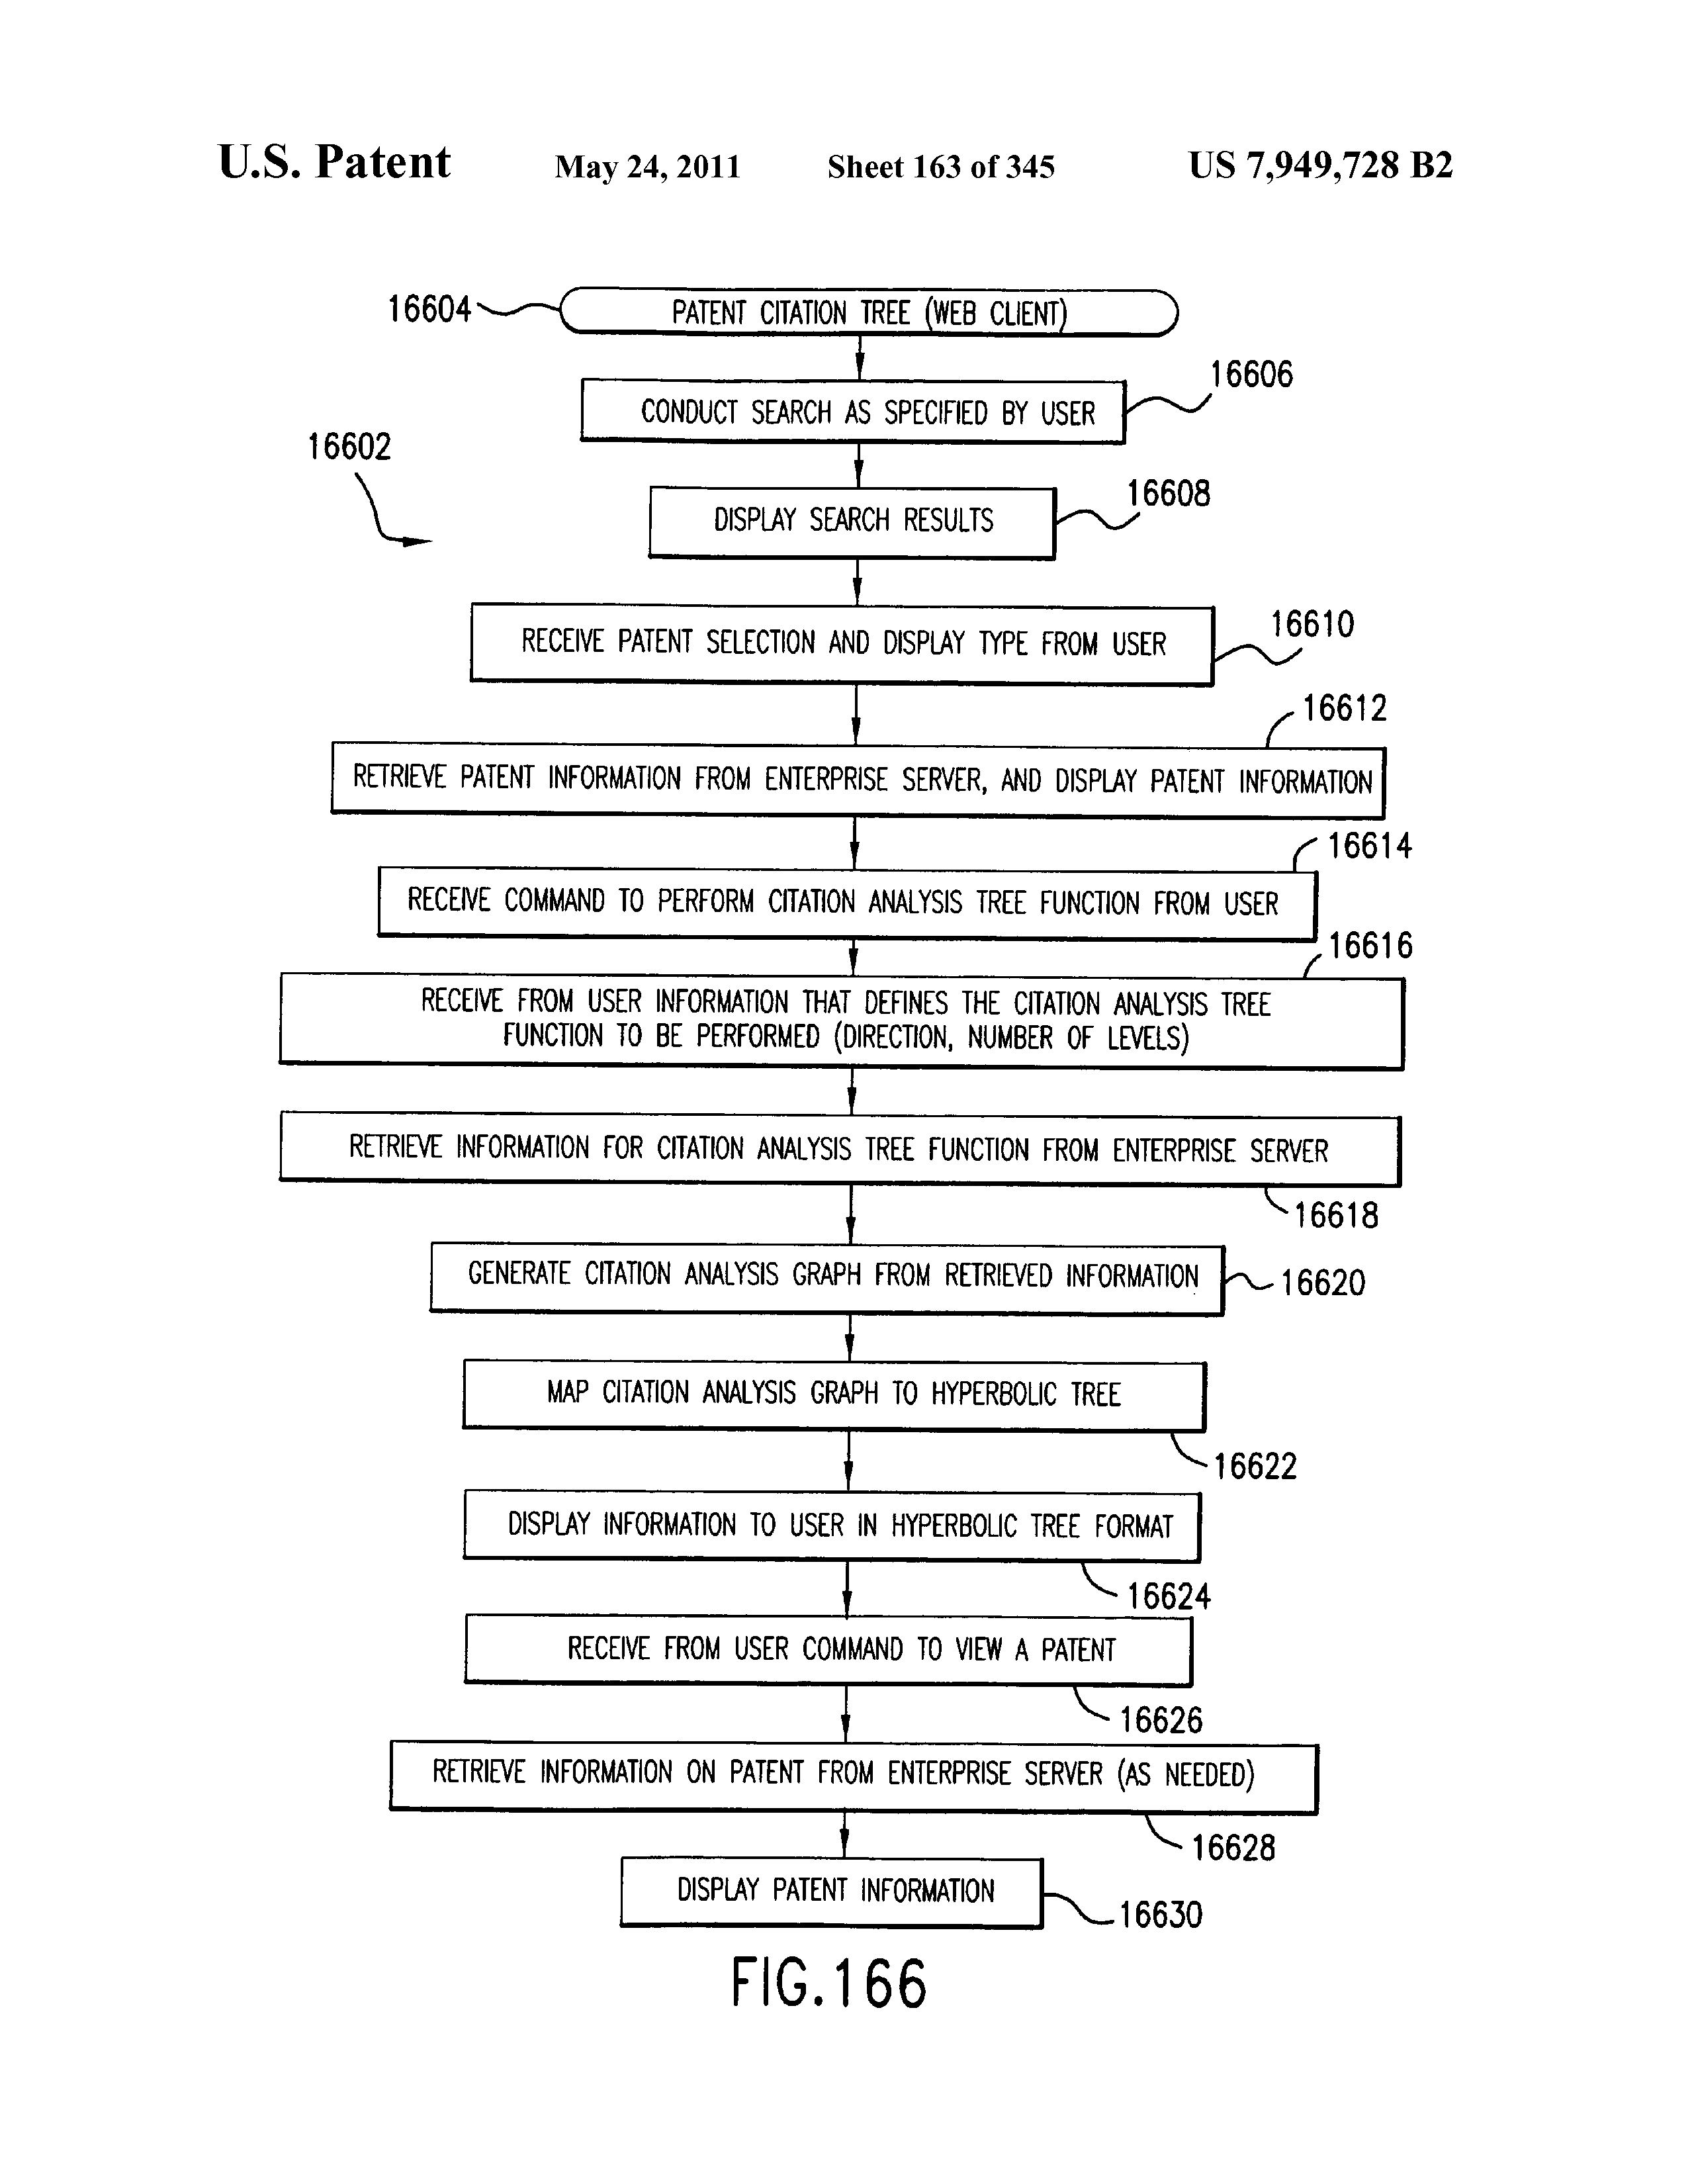 U.S. Patent May 24, 2011 Sheet 163 of 345 US 7,949,728 B2
16604
PATENT CITATION TREE (WEB CLIENT)
16606
CONDUCT SEARCH AS SPECIFIED BY USER
16602
16608
DISPLAY SEARCH RESULTS
16610
RECEIVE PATENT SELECTION AND DISPLAY TYPE FROM USER
16612
RETRIEVE PATENT INFORMATION FROM ENTERPRISE SERVER, AND DISPLAY PATENT INFORMATION
16614
RECEIVE COMMAND TO PERFORM CITATION ANALYSIS TREE FUNCTION FROM USER
16616
RECEIVE FROM USER INFORMATION THAT DEFINES THE CITATION ANALYSIS TREE
FUNCTION TO BE PERFORMED (DIRECTION, NUMBER OF LEVELS)
RETRIEVE INFORMATION FOR CITATION ANALYSIS TREE FUNCTION FROM ENTERPRISE SERVER
16618
GENERATE CITATION ANALYSIS GRAPH FROM RETRIEVED INFORMATION
16620
MAP CITATION ANALYSIS GRAPH TO HYPERBOLIC TREE
16622
DISPLAY INFORMATION TO USER IN HYPERBOLIC TREE FORMAT
16624
RECEIVE FROM USER COMMAND TO VIEW A PATENT
16626
RETRIEVE INFORMATION ON PATENT FROM ENTERPRISE SERVER (AS NEEDED)
16628
DISPLAY PATENT INFORMATION
16630
FIG.166